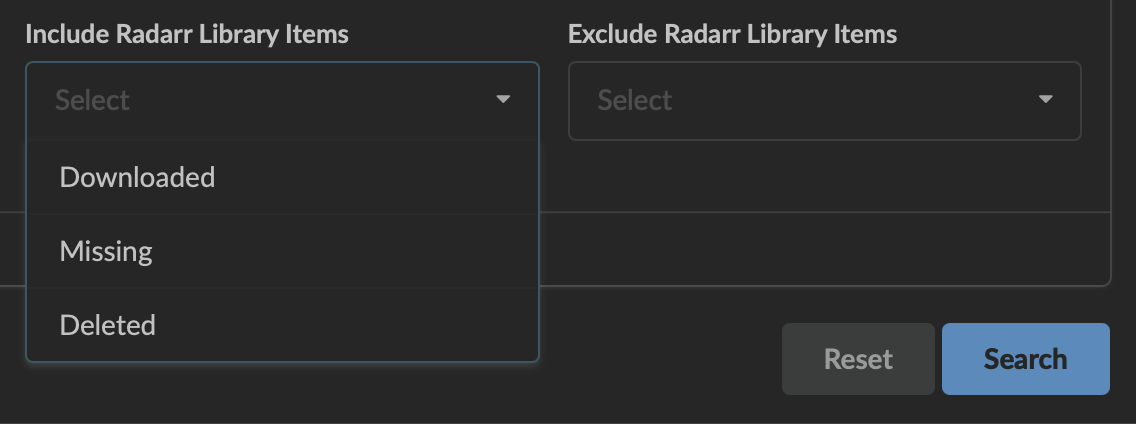 Include Radarr Library Items
Exclude Radarr Library Items
Select
Select
Downloaded
Missing
Deleted
Reset
Search